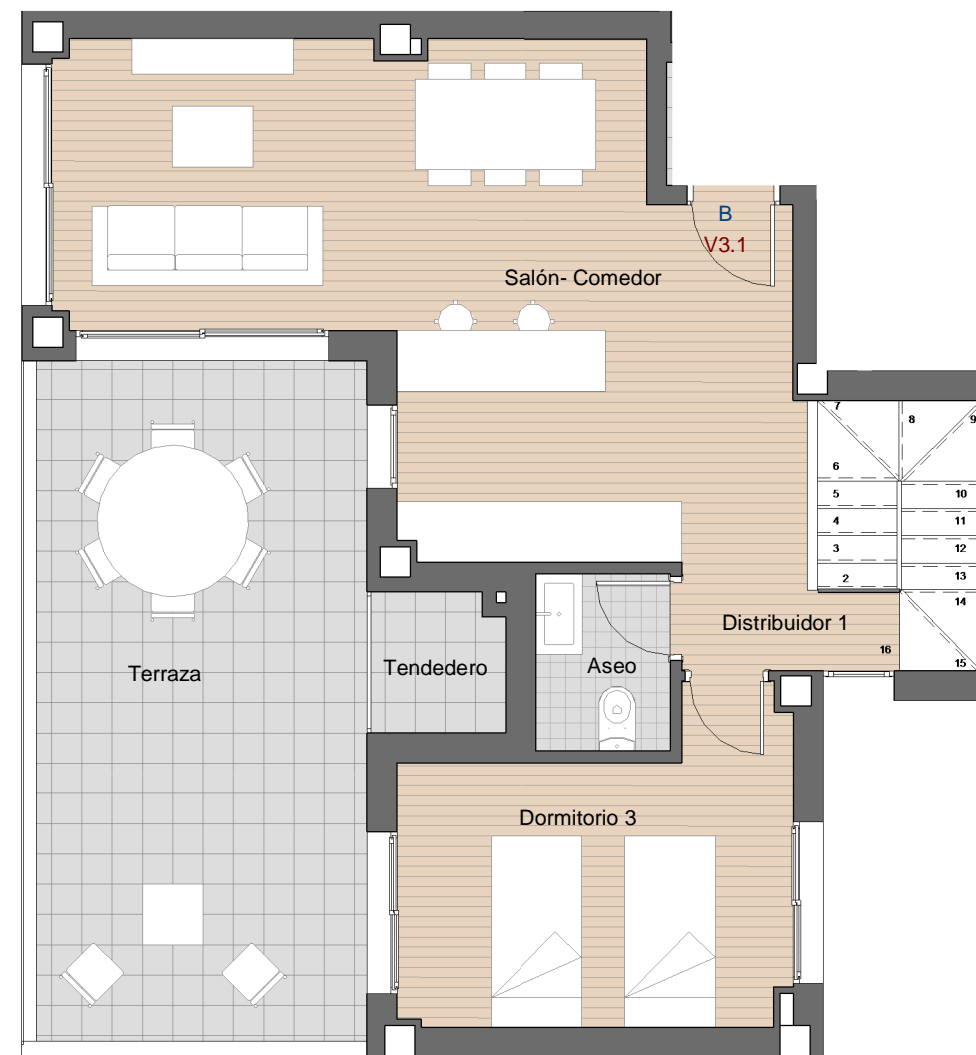 B
V3.1
Salón- Comedor
7
8
9
6
5
10
4
11
3
12
2
13
14
Distribuidor 1
16
15
Terraza
Tendedero
Aseo
Dormitorio 3